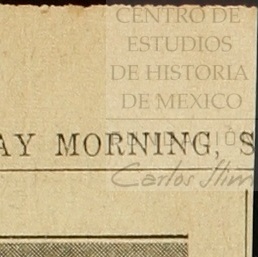 CENTRO DE
ESTUDIOS
DE HISTORIA
DE MEXICO
AY MORNING, S
Carlos Slim